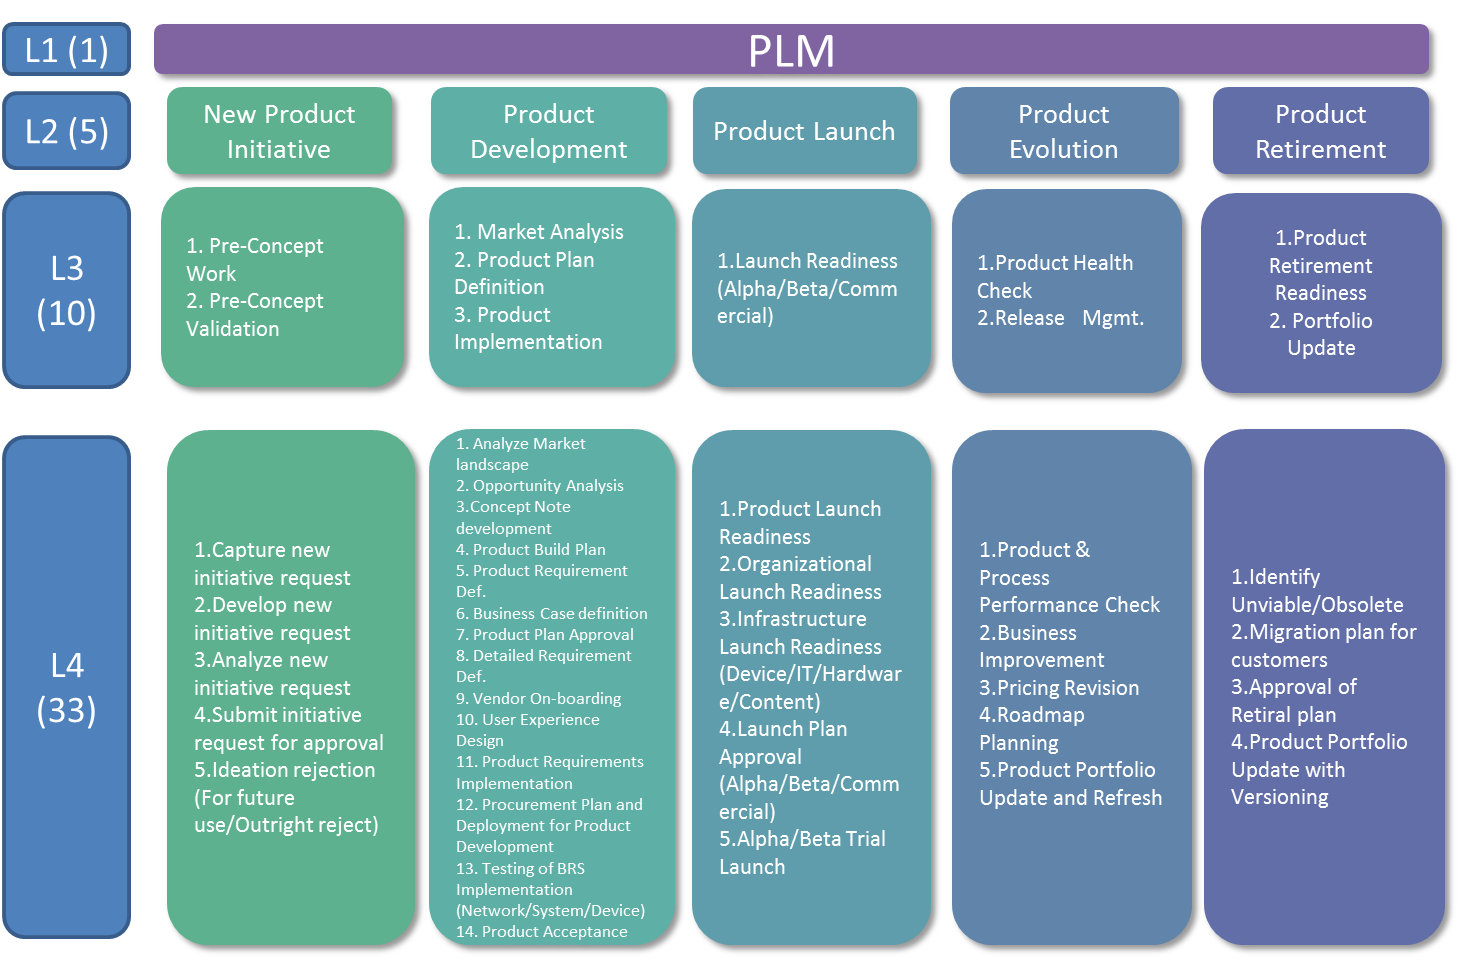 L1 (1)
PLM
L2 (5)
New Product
Initiative
Product
Development
Product Launch
Product
Evolution
Product
Retirement
L3
(10)
1. Pre-Concept
Work
2. Pre-Concept
Validation
1. Market Analysis
2. Product Plan
Definition
3. Product
Implementation
1.Launch Readiness
(Alpha/Beta/Comm
ercial)
1.Product Health
Check
2.Release Mgmt.
1.Product
Retirement
Readiness
2. Portfolio
Update
L4
(33)
1.Capture new
initiative request
2.Develop new
initiative request
3.Analyze new
initiative request
4.Submit initiative
request for approval
5.Ideation rejection
(For future
use/Outright reject)
1. Analyze Market
landscape
2. Opportunity Analysis
3.Concept Note
development
4. Product Build Plan
5. Product Requirement
Def.
6. Business Case definition
7. Product Plan Approval
8. Detailed Requirement
Def.
9. Vendor On-boarding
10. User Experience
Design
11. Product Requirements
Implementation
12. Procurement Plan and
Deployment for Product
Development
13. Testing of BRS
Implementation
(Network/System/Device)
14. Product Acceptance
1.Product Launch
Readiness
2.Organizational
Launch Readiness
3.Infrastructure
Launch Readiness
(Device/IT/Hardwar
e/Content)
4.Launch Plan
Approval
(Alpha/Beta/Comm
ercial)
5.Alpha/Beta Trial
Launch
1.Product &
Process
Performance Check
2.Business
Improvement
3.Pricing Revision
4.Roadmap
Planning
5.Product Portfolio
Update and Refresh
1.Identify
Unviable/Obsolete
2.Migration plan for
customers
3.Approval of
Retiral plan
4.Product Portfolio
Update with
Versioning